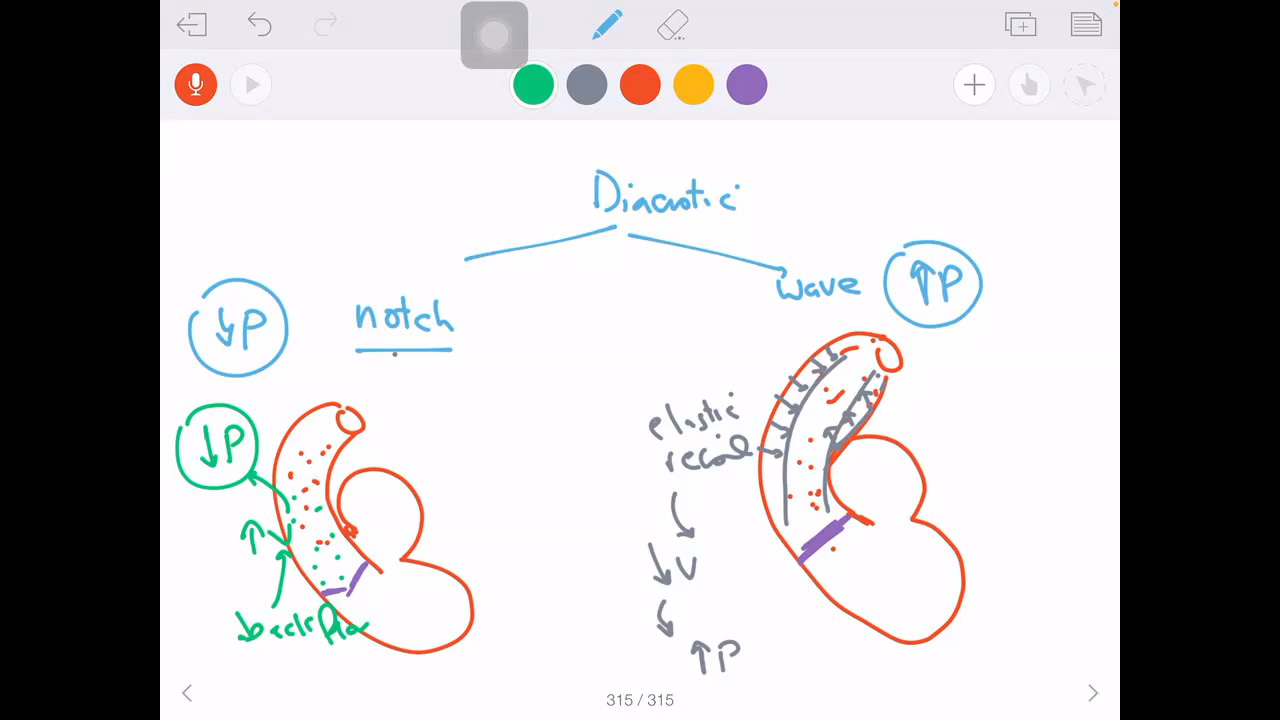 Diacrotic
wave ↑P
↓P notch
↓P
elastic
recoil
↑V
↓V
backflow
↑P
315 / 315